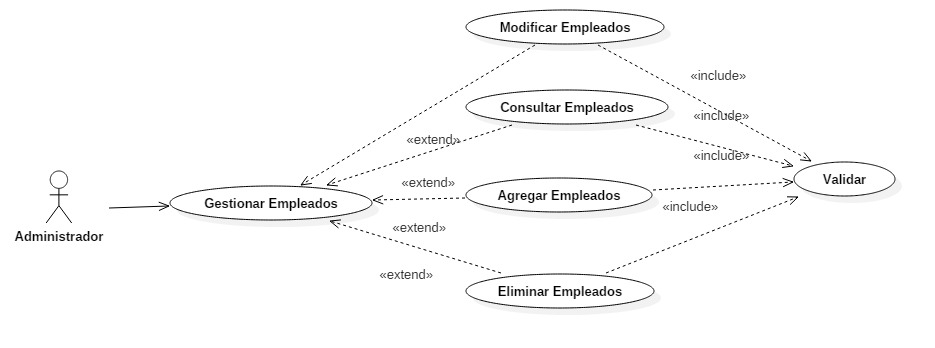 Modificar Empleados
«include»
Consultar Empleados
«include»
«extend»
«include»
Validar
«extend»
Agregar Empleados
Gestionar Empleados
«include»
«extend»
Administrador
«extend»
Eliminar Empleados